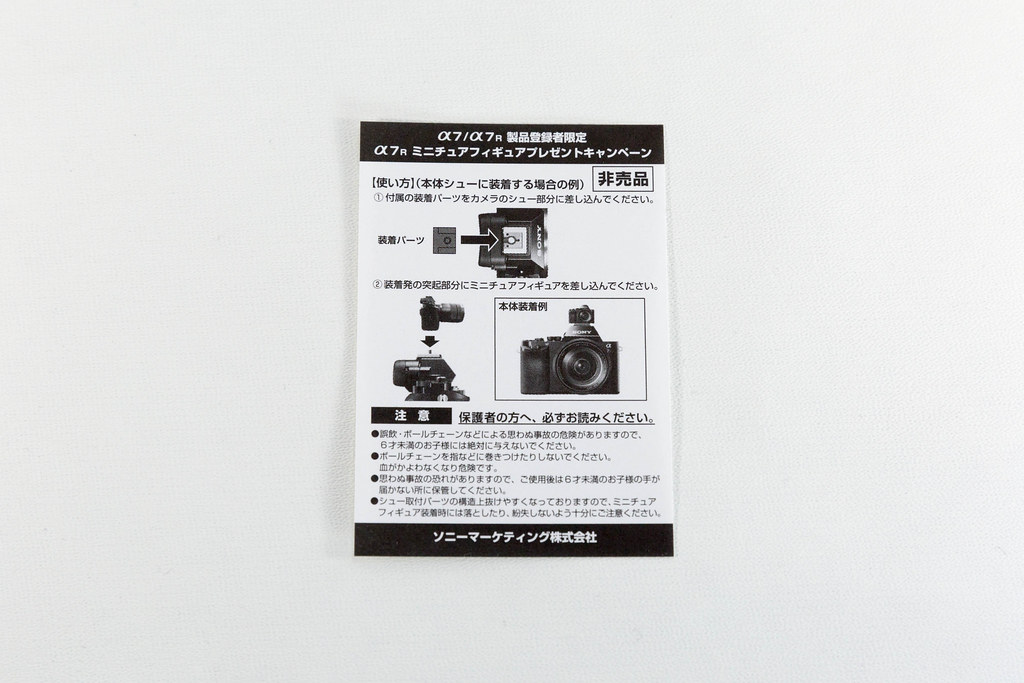 α7/α7R 製品登録者限定
α7R ミニチュアフィギュアプレゼントキャンペーン
【使い方】(本体シューに装着する場合の例) 非売品
①付属の装着パーツをカメラのシュー部分に差し込んでください。
装着パーツ
SONY
②装着発の突起部分にミニチュアフィギュアを差し込んでください。
本体装着例
SONY
α
注 意 保護者の方へ、必ずお読みください。
●誤飲・ボールチェーンなどによる思わぬ事故の危険がありますので、
6才未満のお子様には絶対に与えないでください。
●ボールチェーンを指などに巻きつけたりしないでください。
血がかよわなくなり危険です。
●思わぬ事故の恐れがありますので、ご使用後は6才未満のお子様の手が
届かない所に保管してください。
●シュー取付パーツの構造上抜けやすくなっておりますので、ミニチュア
フィギュア装着時には落としたり、紛失しないよう十分にご注意ください。
ソニーマーケティング株式会社